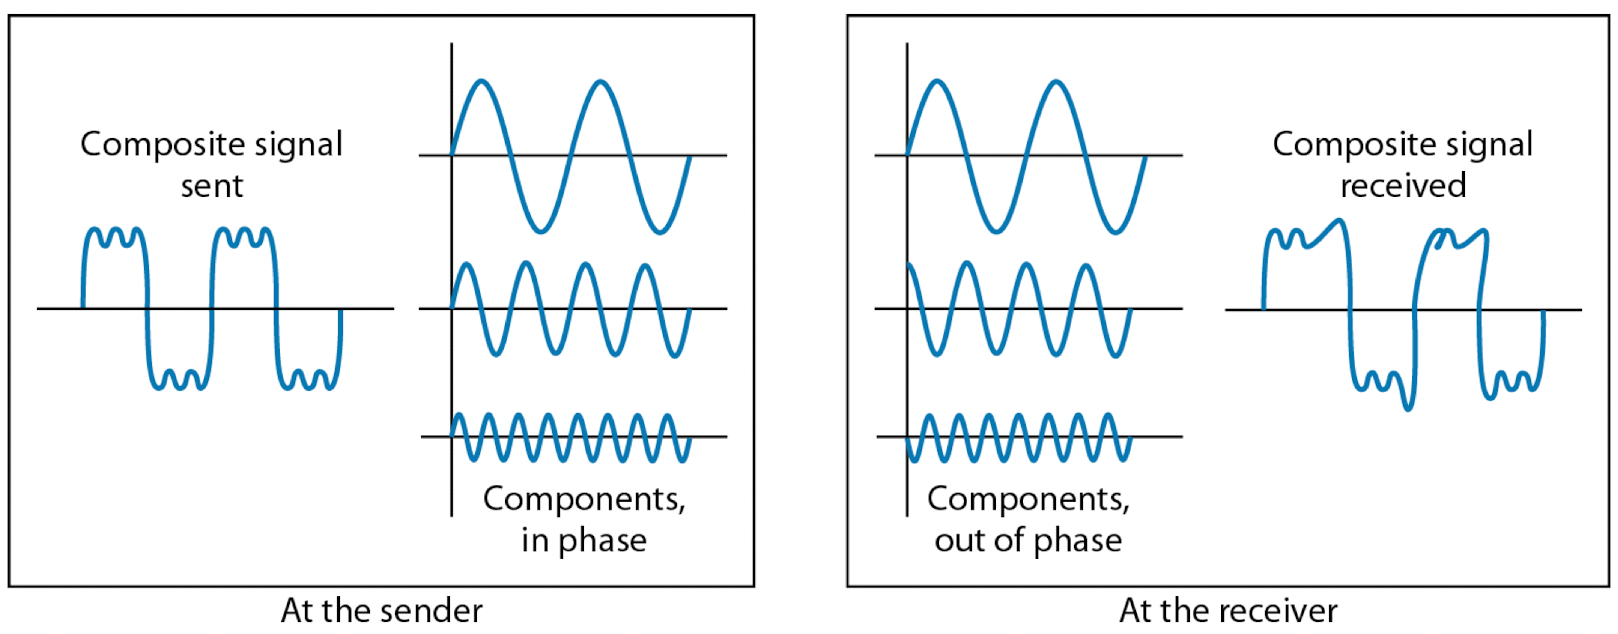 Composite signal
sent
Components,
in phase
At the sender
Composite signal
received
Components,
out of phase
At the receiver